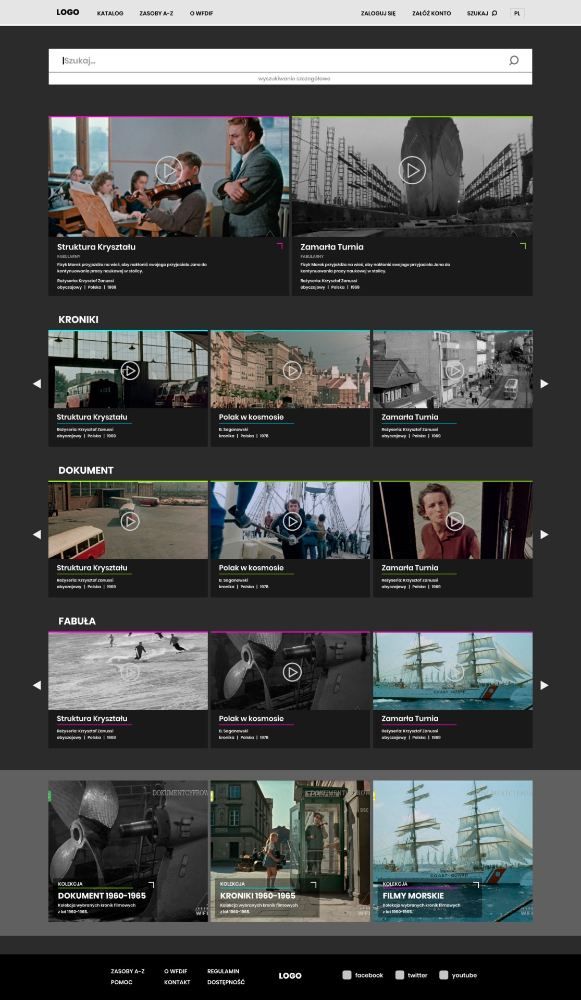 LOGO KATALOG ZASOBY A-Z O WFDIF ZALOGUJ SIĘ ZAŁÓŻ KONTO SZUKAJ PL
Szukaj...
wyszukiwanie szczegółowe
Struktura Kryształu
FABULARNY
Fizyk Marek przyjeżdża na wieś, aby nakłonić swojego przyjaciela Jana do
kontynuowania pracy naukowej w stolicy.
Reżyseria: Krzysztof Zanussi
obyczajowy | Polska | 1969
Zamarła Turnia
FABULARNY
Fizyk Marek przyjeżdża na wieś, aby nakłonić swojego przyjaciela Jana do
kontynuowania pracy naukowej w stolicy.
Reżyseria: Krzysztof Zanussi
obyczajowy | Polska | 1969
KRONIKI
Struktura Kryształu
Reżyseria: Krzysztof Zanussi
obyczajowy | Polska | 1969
Polak w kosmosie
B. Saganowski
kronika | Polska | 1978
Zamarła Turnia
Reżyseria: Krzysztof Zanussi
obyczajowy | Polska | 1969
DOKUMENT
Struktura Kryształu
Reżyseria: Krzysztof Zanussi
obyczajowy | Polska | 1969
Polak w kosmosie
B. Saganowski
kronika | Polska | 1978
Zamarła Turnia
Reżyseria: Krzysztof Zanussi
obyczajowy | Polska | 1969
FABUŁA
COAST GUARD
Struktura Kryształu
Reżyseria: Krzysztof Zanussi
obyczajowy | Polska | 1969
Polak w kosmosie
B. Saganowski
kronika | Polska | 1978
Zamarła Turnia
Reżyseria: Krzysztof Zanussi
obyczajowy | Polska | 1969
DOKUMENTCYFROW
KOLEKCJA
DOKUMENT 1960-1965
Kolekcja wybranych kronik filmowych
z lat 1960-1965.
WF
KOLEKCJA
KRONIKI 1960-1965
Kolekcja wybranych kronik filmowych
z lat 1960-1965.
WF
DOKUMENTCYFROW
COAST GUARD
KOLEKCJA
FILMY MORSKIE
Kolekcja wybranych kronik filmowych
z lat 1960-1965.
WF
ZASOBY A-Z O WFDIF REGULAMIN
POMOC KONTAKT DOSTĘPNOŚĆ
LOGO
facebook twitter youtube